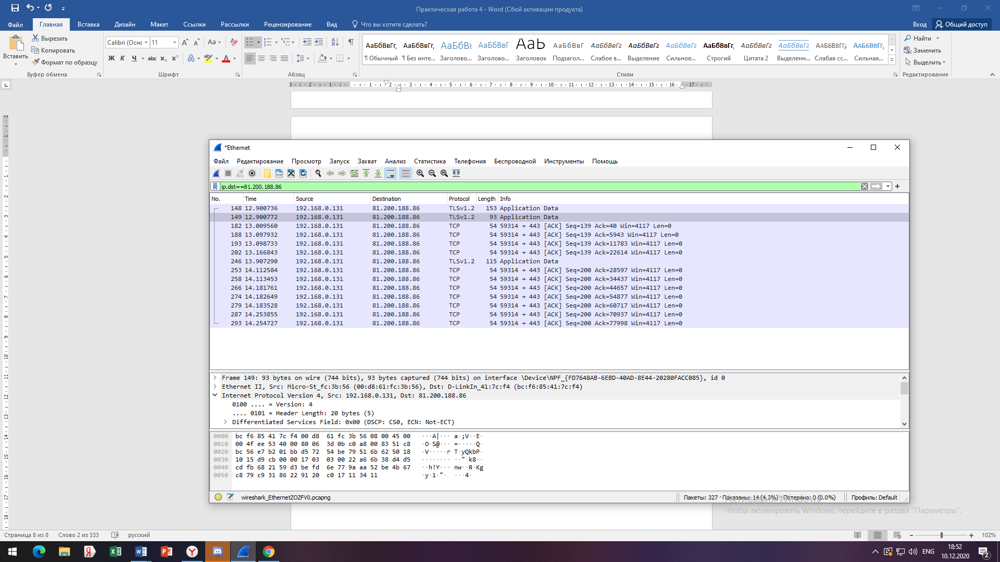 Практическая работа 4 - Word (Сбой активации продукта)
Файл Главная Вставка Дизайн Макет Ссылки Рассылки Рецензирование Вид Что вы хотите сделать? Вход Общий доступ
Вставить
Вырезать
Копировать
Формат по образцу
Буфер обмена
Calibri (Оснс 11
Шрифт
Абзац
АаБбВвГг, АаБбВвГг, АаБбВв АаБбВвГ АаЬ АаБбВвГ АаБбВвГг АаБбВвГг АаБбВвГг АаБбВвГг, АаБбВвГг АаБбВвГг АаБбВвГг, АаБбВвГг,
¶ Обычный ¶ Без инте... Заголово... Заголово... Заголовок Подзагол... Слабое в... Выделение Сильное... Строгий Цитата 2 Выделенн... Слабая сс... Сильная...
Стили
Найти
Заменить
Выделить
Редактирование
3 2 1 1 2 3 4 5 6 7 8 9 10 11 12 13 14 15 16 17
*Ethernet
Файл Редактирование Просмотр Запуск Захват Анализ Статистика Телефония Беспроводной Инструменты Помощь
ip.dst==81.200.188.86
No. Time Source Destination Protocol Length Info
148 12.900736 192.168.0.131 81.200.188.86 TLSv1.2 153 Application Data
149 12.900772 192.168.0.131 81.200.188.86 TLSv1.2 93 Application Data
182 13.009560 192.168.0.131 81.200.188.86 TCP 54 59314 → 443 [ACK] Seq=139 Ack=40 Win=4117 Len=0
188 13.097932 192.168.0.131 81.200.188.86 TCP 54 59314 → 443 [ACK] Seq=139 Ack=5943 Win=4117 Len=0
193 13.098733 192.168.0.131 81.200.188.86 TCP 54 59314 → 443 [ACK] Seq=139 Ack=11783 Win=4117 Len=0
202 13.166843 192.168.0.131 81.200.188.86 TCP 54 59314 → 443 [ACK] Seq=139 Ack=22614 Win=4117 Len=0
246 13.907290 192.168.0.131 81.200.188.86 TLSv1.2 115 Application Data
253 14.112584 192.168.0.131 81.200.188.86 TCP 54 59314 → 443 [ACK] Seq=200 Ack=28597 Win=4117 Len=0
258 14.113453 192.168.0.131 81.200.188.86 TCP 54 59314 → 443 [ACK] Seq=200 Ack=34437 Win=4117 Len=0
266 14.181761 192.168.0.131 81.200.188.86 TCP 54 59314 → 443 [ACK] Seq=200 Ack=44657 Win=4117 Len=0
274 14.182649 192.168.0.131 81.200.188.86 TCP 54 59314 → 443 [ACK] Seq=200 Ack=54877 Win=4117 Len=0
279 14.183528 192.168.0.131 81.200.188.86 TCP 54 59314 → 443 [ACK] Seq=200 Ack=60717 Win=4117 Len=0
287 14.253855 192.168.0.131 81.200.188.86 TCP 54 59314 → 443 [ACK] Seq=200 Ack=70937 Win=4117 Len=0
293 14.254727 192.168.0.131 81.200.188.86 TCP 54 59314 → 443 [ACK] Seq=200 Ack=77998 Win=4117 Len=0
Frame 149: 93 bytes on wire (744 bits), 93 bytes captured (744 bits) on interface \Device\NPF_{FD7648AB-6EBD-40AD-8E44-20280FACC085}, id 0
Ethernet II, Src: Micro-St_fc:3b:56 (00:d8:61:fc:3b:56), Dst: D-LinkIn_41:7c:f4 (bc:f6:85:41:7c:f4)
Internet Protocol Version 4, Src: 192.168.0.131, Dst: 81.200.188.86
0100 .... = Version: 4
.... 0101 = Header Length: 20 bytes (5)
Differentiated Services Field: 0x00 (DSCP: CS0, ECN: Not-ECT)
0000 bc f6 85 41 7c f4 00 d8 61 fc 3b 56 08 00 45 00 ···A|··· a·;V··E·
0010 00 4f ee 53 40 00 80 06 3d 0b c0 a8 00 83 51 c8 ·O·S@··· =·····Q·
0020 bc 56 e7 b2 01 bb d5 72 54 be 79 51 6b 62 50 18 ·V·····r T·yQkbP·
0030 10 15 d9 cb 00 00 17 03 03 00 22 a6 6b 38 d4 d5 ········ ··"·k8··
0040 cd fb 68 21 59 d3 be fd 6e 77 9a aa 52 be 4b 67 ··h!Y··· nw··R·Kg
0050 c8 79 c9 31 86 22 91 20 c0 17 11 34 11 ·y·1·"· ···4·
wireshark_EthernetZOZFV0.pcapng Пакеты: 327 · Показаны: 14 (4.3%) · Потеряно: 0 (0.0%) Профиль: Default
Активация Windows
Чтобы активировать Windows, перейдите в раздел "Параметры".
Страница 8 из 8 Слово 2 из 333 русский 102%
ENG
18:52
10.12.2020
2